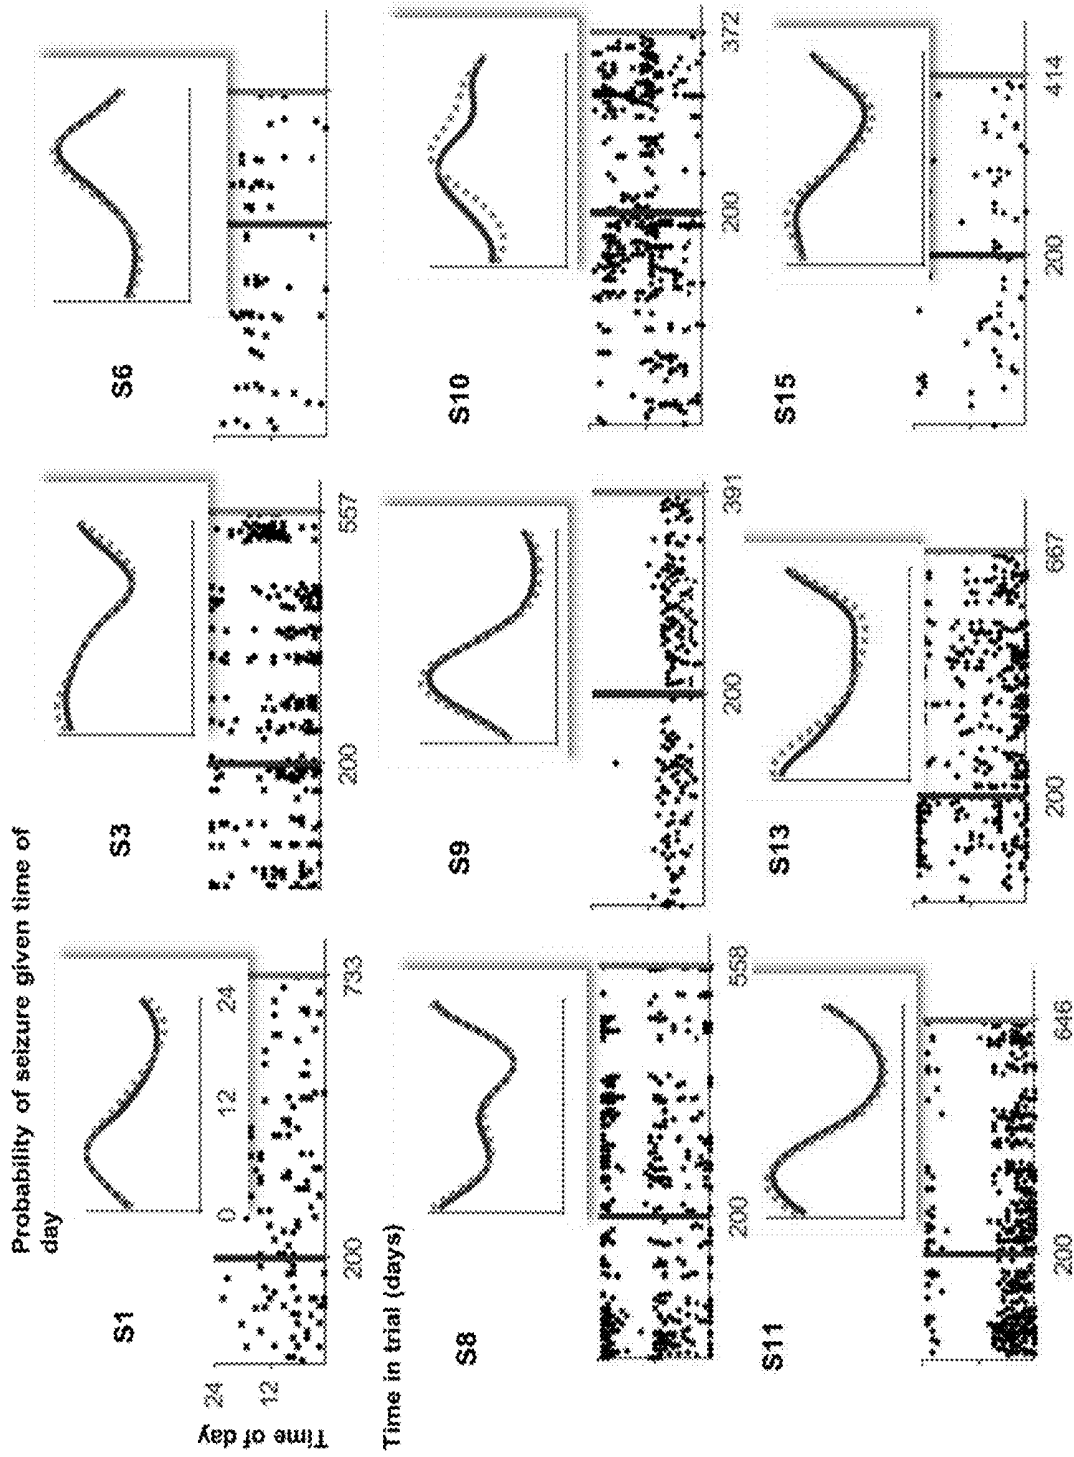 Probability of seizure given time of
day
S1
S3
S6
24
12
Time of day
0
12
24
200
733
200
557
Time in trial (days)
S8
S9
S10
200
558
200
391
200
372
S11
S13
S15
200
646
200
667
200
414